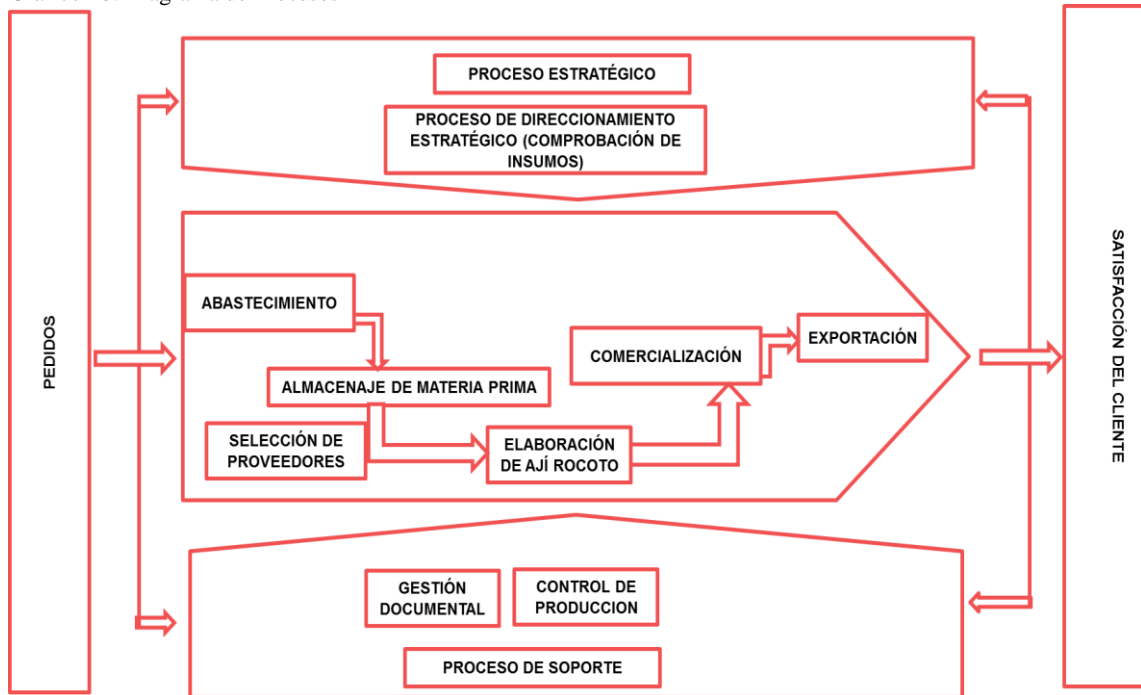 PROCESO ESTRATÉGICO
PROCESO DE DIRECCIONAMIENTO
ESTRATÉGICO (COMPROBACIÓN DE
INSUMOS)
PEDIDOS
ABASTECIMIENTO
ALMACENAJE DE MATERIA PRIMA
SELECCIÓN DE
PROVEEDORES
ELABORACIÓN
DE AJÍ ROCOTO
COMERCIALIZACIÓN
EXPORTACIÓN
SATISFACCIÓN DEL CLIENTE
GESTIÓN
DOCUMENTAL
CONTROL DE
PRODUCCION
PROCESO DE SOPORTE